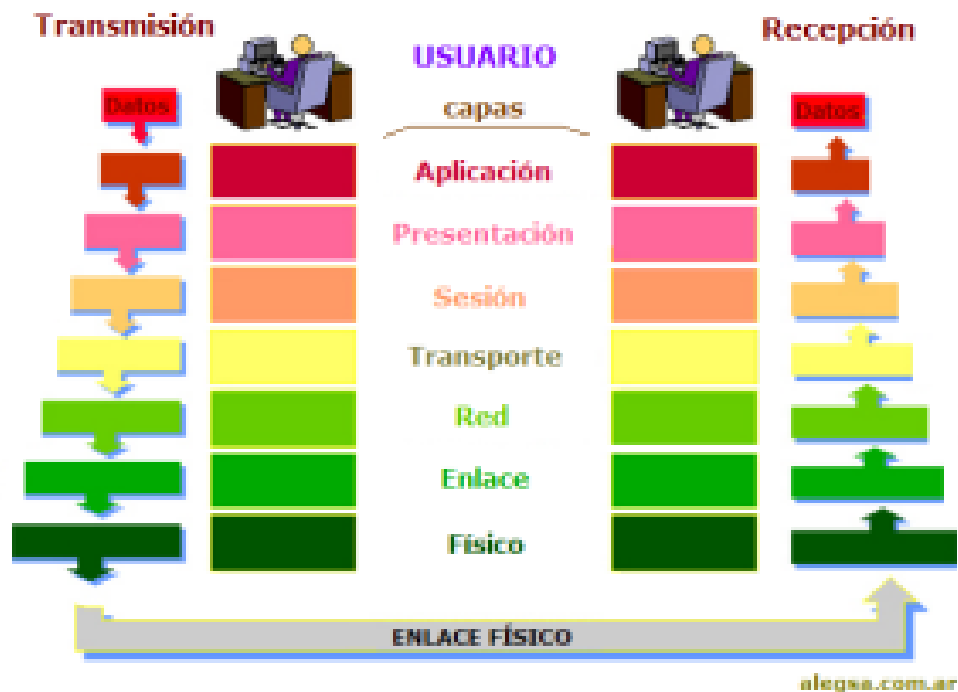 Transmisión
Recepción
USUARIO
capas
Datos
Datos
Aplicación
Presentación
Sesión
Transporte
Red
Enlace
Físico
ENLACE FÍSICO
alegsa.com.ar